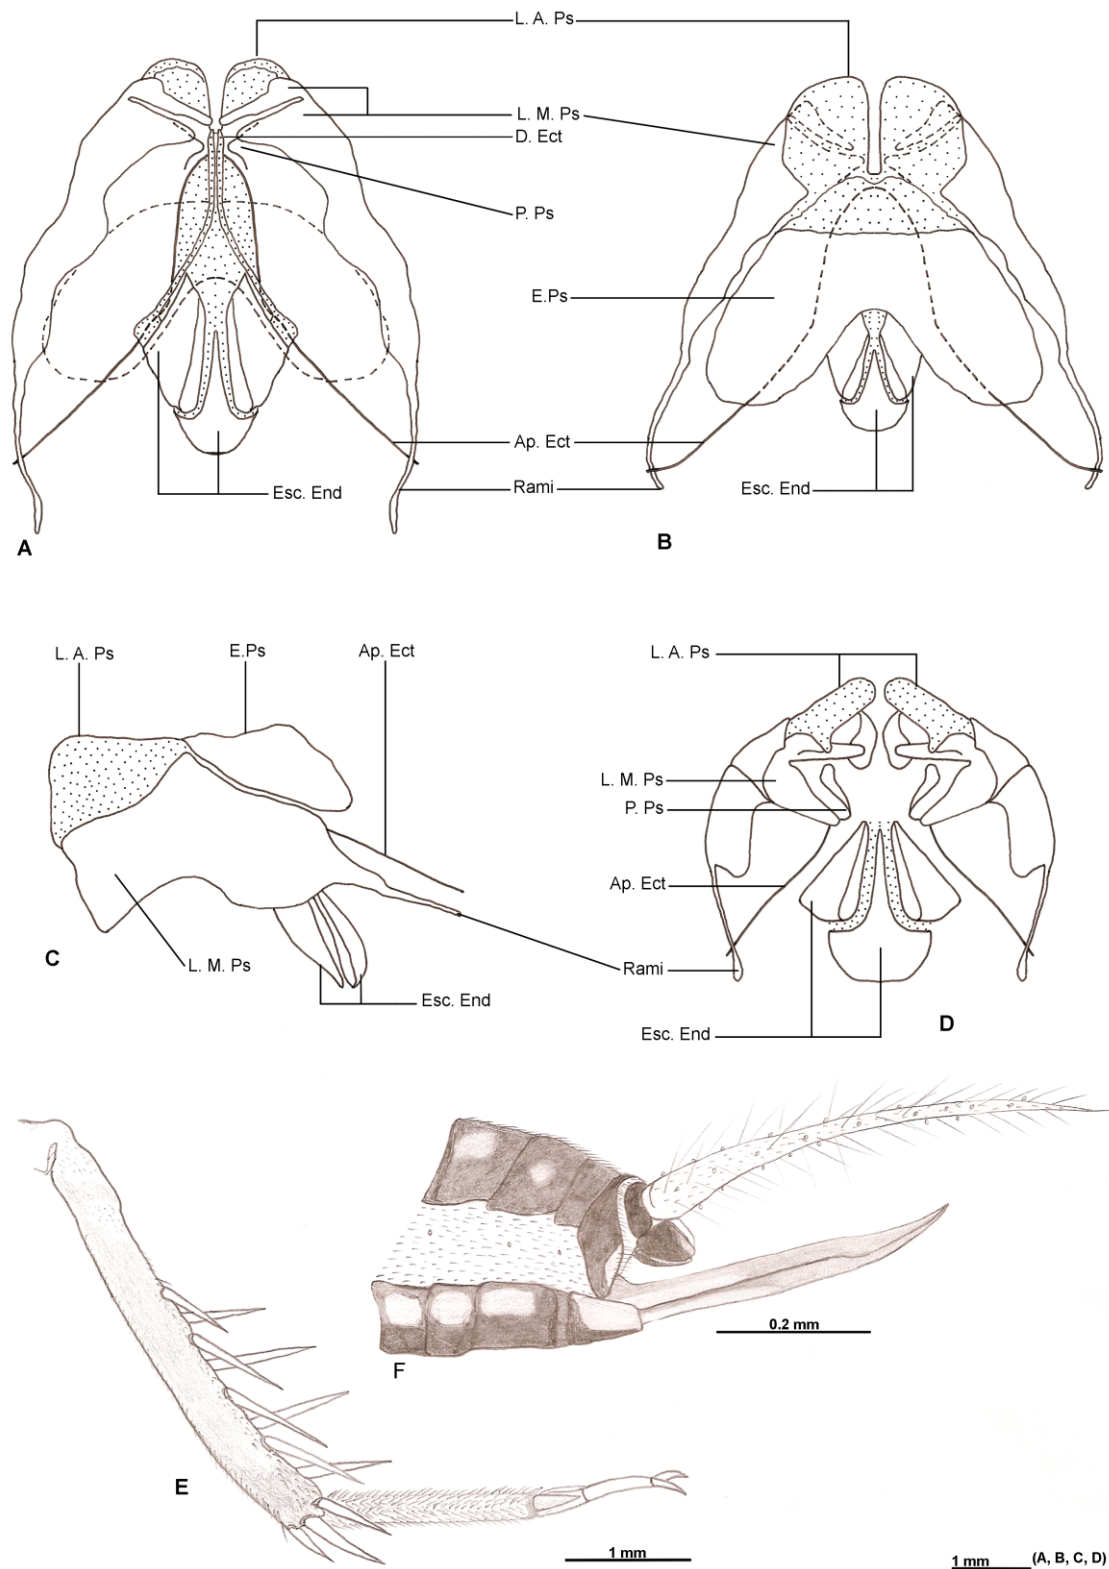 L. A. Ps
L. M. Ps
D. Ect
P. Ps
E.Ps
Ap. Ect
Rami
Esc. End
Esc. End
A
B
L. A. Ps
E.Ps
Ap. Ect
L. A. Ps
L. M. Ps
P. Ps
Ap. Ect
C
L. M. Ps
Rami
Esc. End
D
Esc. End
0.2 mm
F
E
1 mm
1 mm (A, B, C, D)